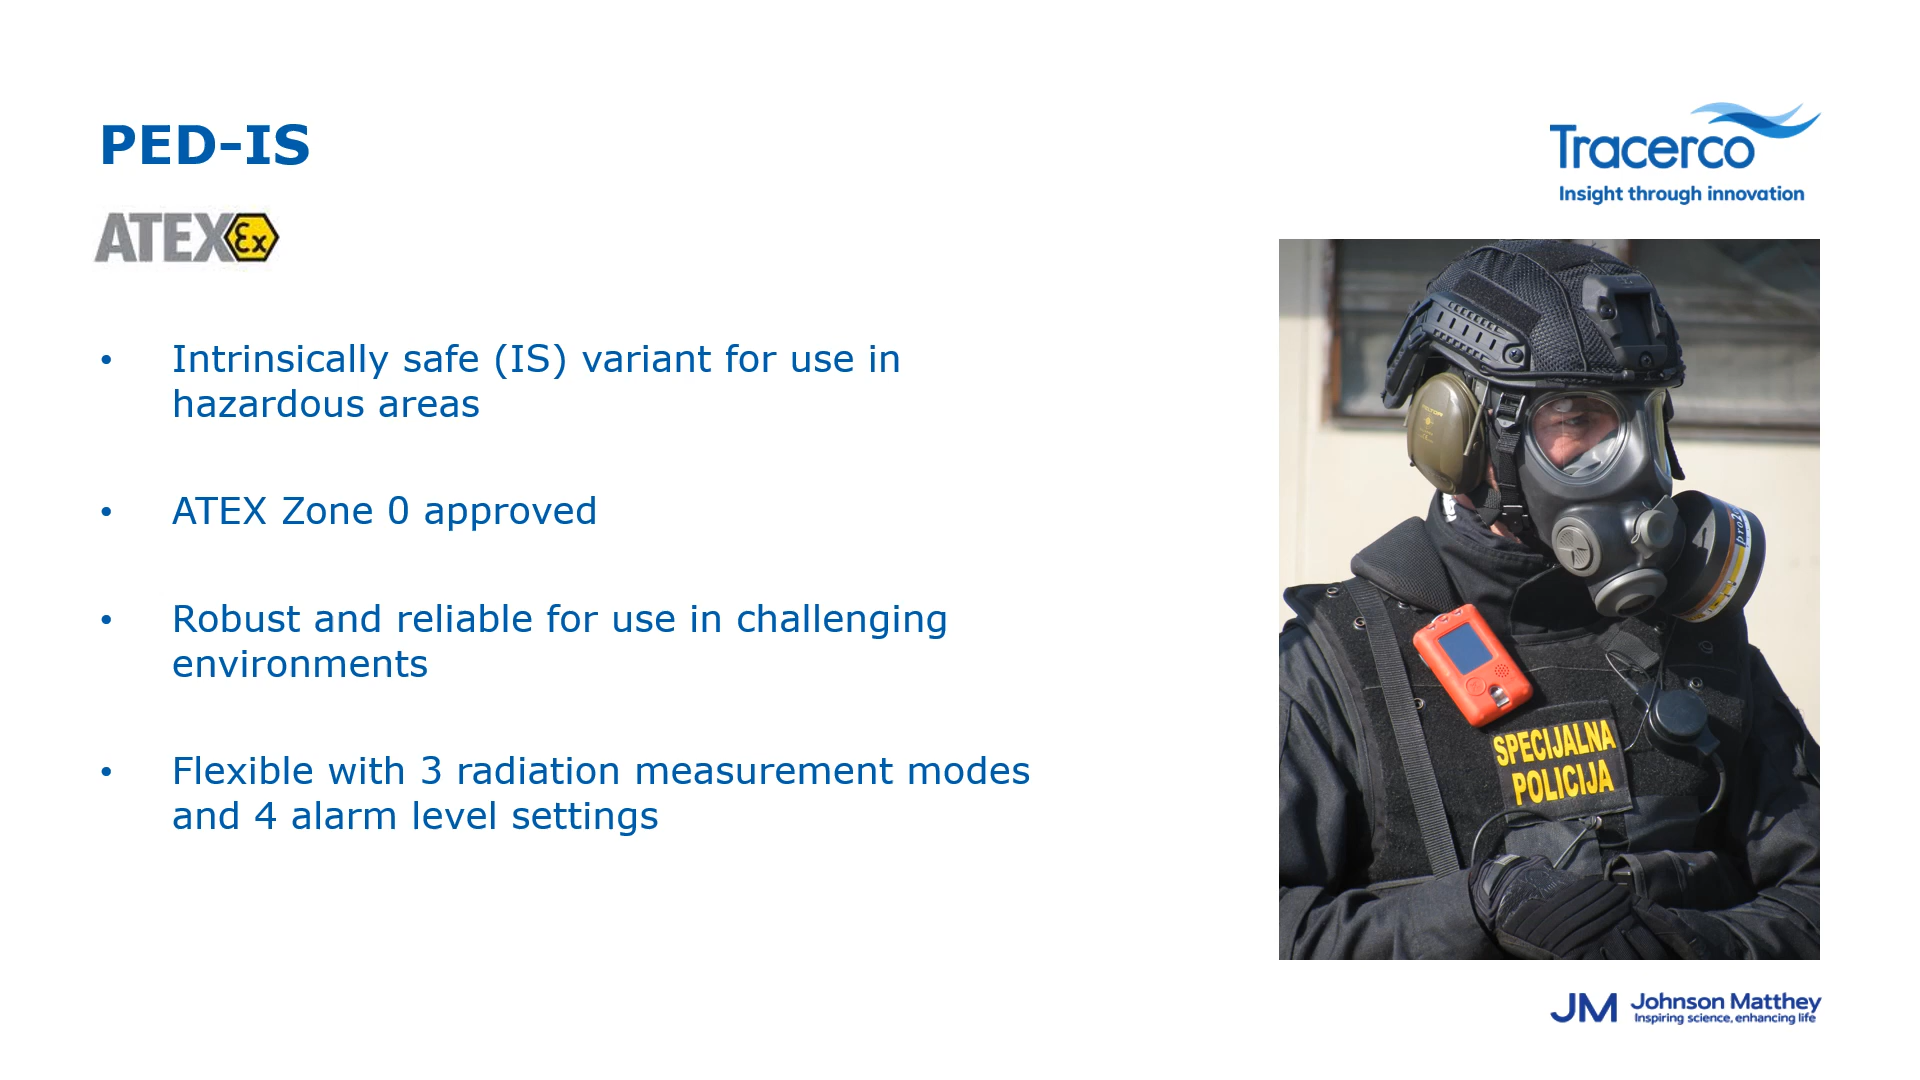 PED-IS
Tracerco
Insight through innovation
ATEX Ex
• Intrinsically safe (IS) variant for use in
hazardous areas
• ATEX Zone 0 approved
• Robust and reliable for use in challenging
environments
• Flexible with 3 radiation measurement modes
and 4 alarm level settings
SPECIJALNA
POLICIJA
JM Johnson Matthey
Inspiring science, enhancing life